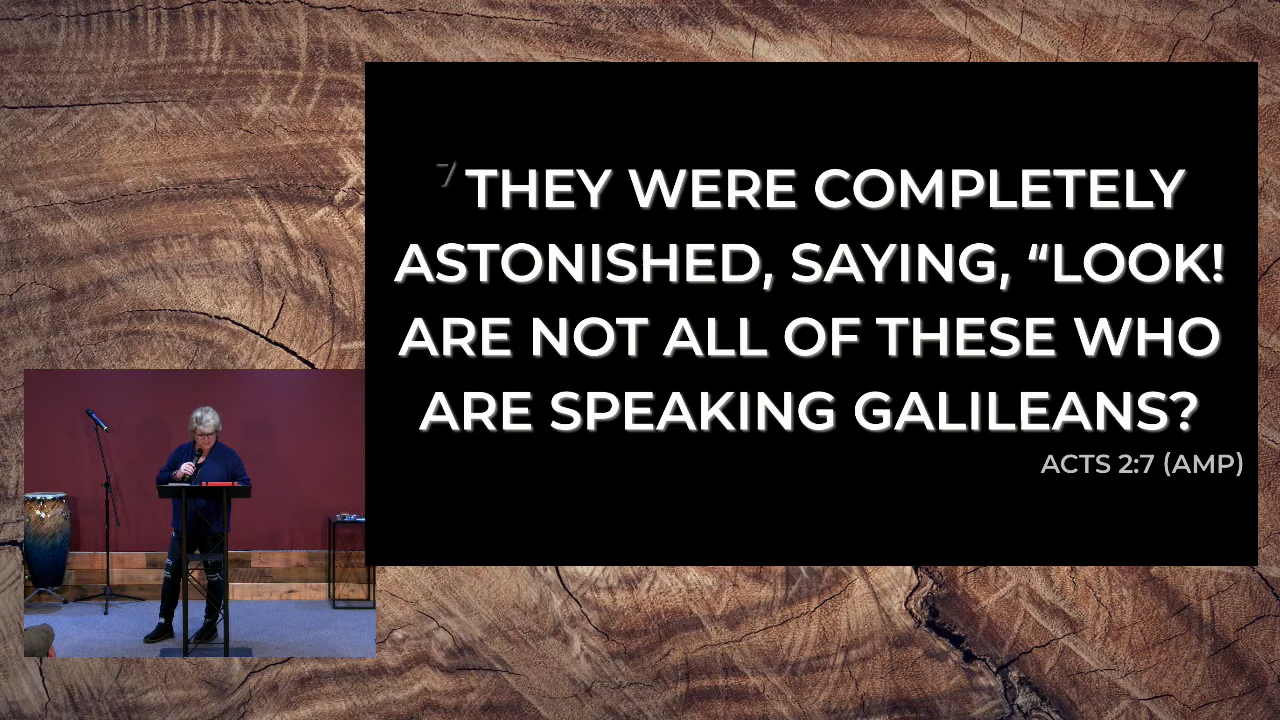 7 THEY WERE COMPLETELY
ASTONISHED, SAYING, “LOOK!
ARE NOT ALL OF THESE WHO
ARE SPEAKING GALILEANS?
ACTS 2:7 (AMP)